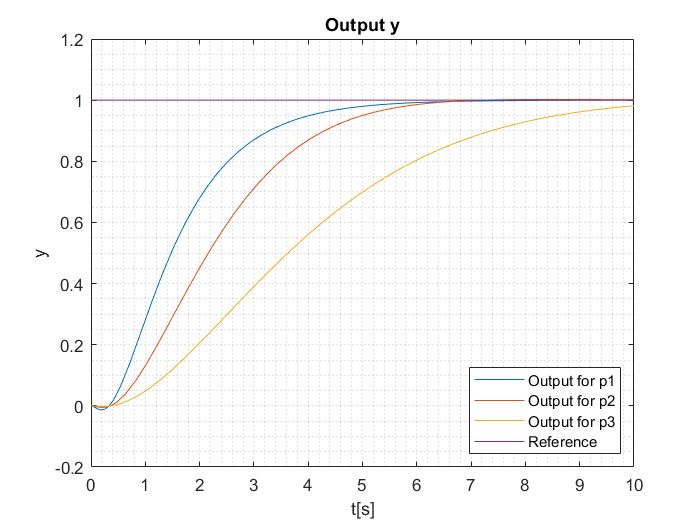 Output y
1.2
1
0.8
0.6
0.4
0.2
0
-0.2
y
0 1 2 3 4 5 6 7 8 9 10
t[s]
Output for p1
Output for p2
Output for p3
Reference